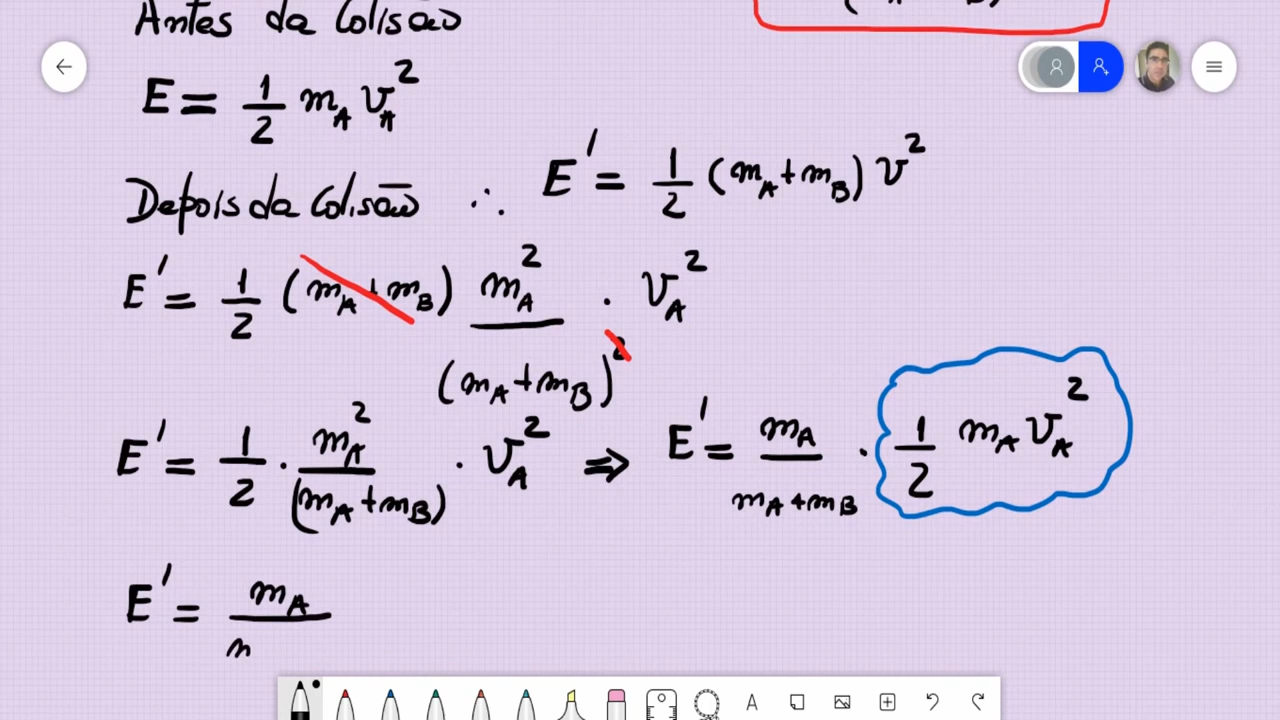 Antes da Colisão
E = 1/2 m_A v_A^2
Depois da Colisão ∴ E' = 1/2 (m_A + m_B) v^2
E' = 1/2 (m_A + m_B) m_A^2/(m_A + m_B)^2 · v_A^2
E' = 1/2 · m_A^2/(m_A + m_B) · v_A^2 ⇒ E' = m_A/(m_A + m_B) · 1/2 m_A v_A^2
E' = m_A/m
A